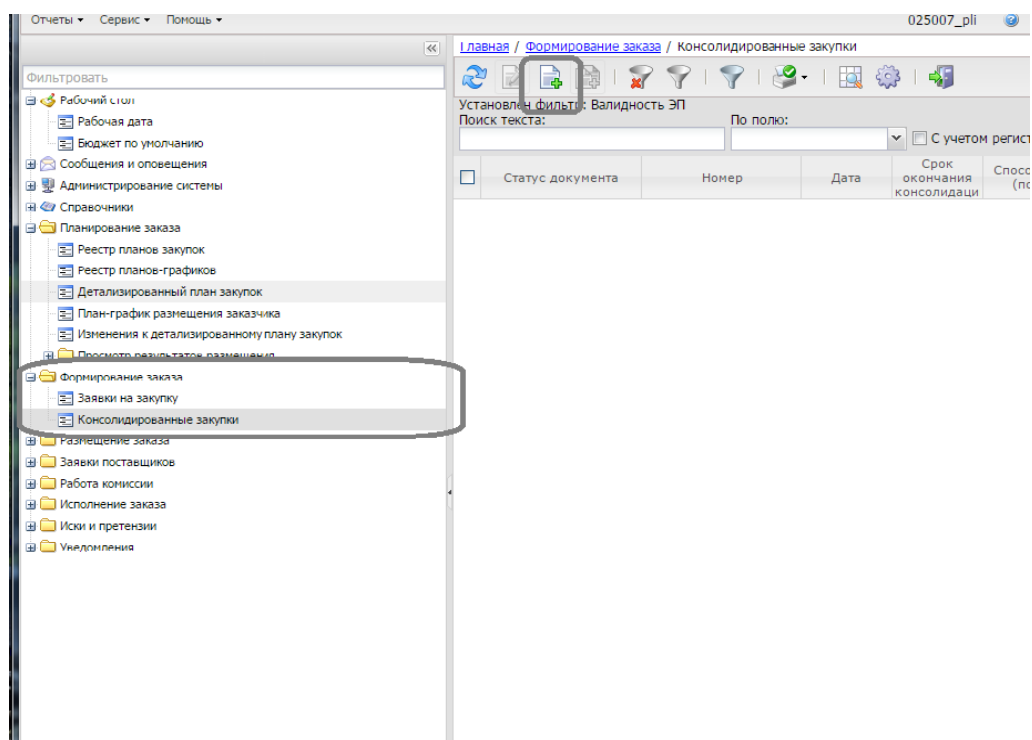 Отчеты Сервис Помощь 025007_pli
Главная / Формирование заказа / Консолидированные закупки
Фильтровать
Рабочий стол
Рабочая дата
Бюджет по умолчанию
Сообщения и оповещения
Администрирование системы
Справочники
Планирование заказа
Реестр планов закупок
Реестр планов-графиков
Детализированный план закупок
План-график размещения заказчика
Изменения к детализированному плану закупок
Просмотр результатов размещения
Формирование заказа
Заявки на закупку
Консолидированные закупки
Размещение заказа
Заявки поставщиков
Работа комиссии
Исполнение заказа
Иски и претензии
Уведомления
Установлен фильтр: Валидность ЭП
Поиск текста: По полю:
С учетом регист
Статус документа Номер Дата Срок окончания консолидаци Спосо (по